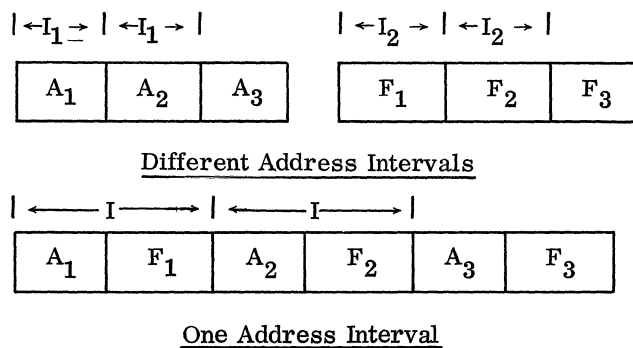 I₁ I₁ I₂ I₂
A₁ A₂ A₃ F₁ F₂ F₃
Different Address Intervals
I I
A₁ F₁ A₂ F₂ A₃ F₃
One Address Interval